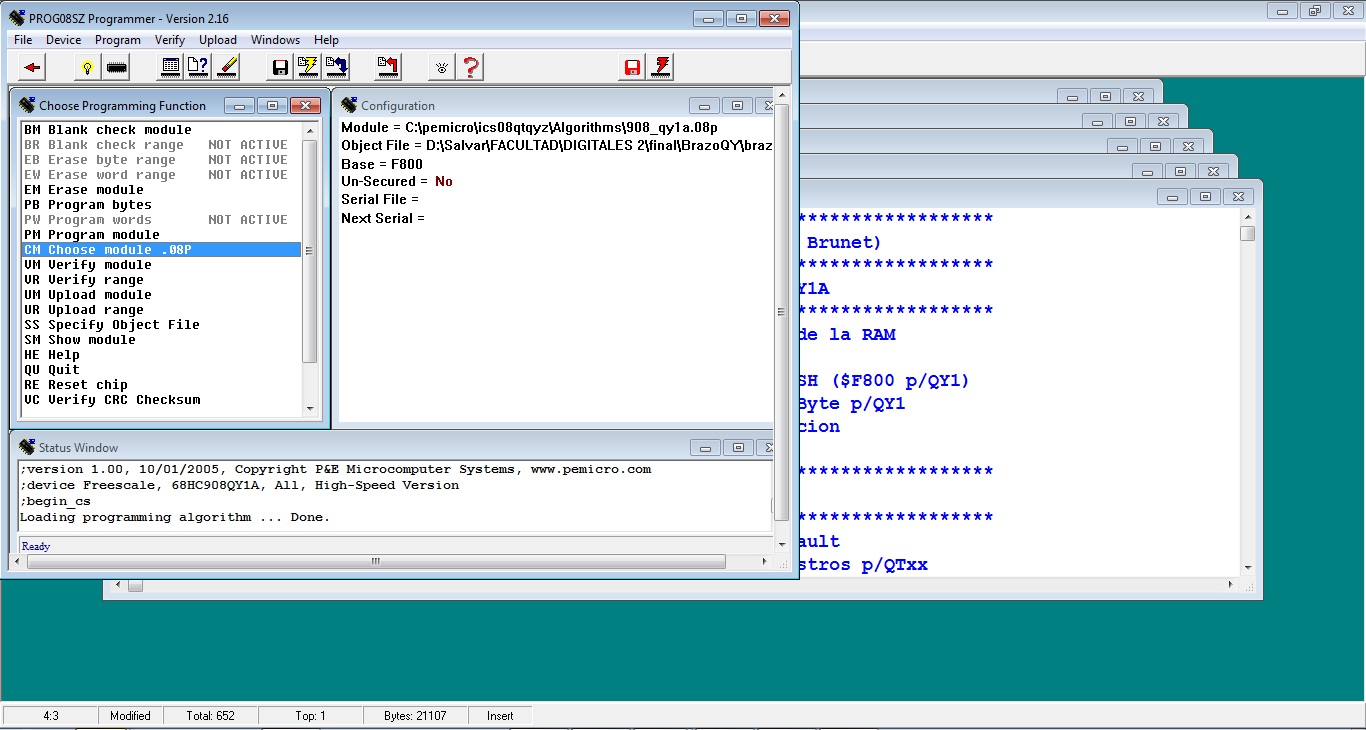 PROG08SZ Programmer - Version 2.16
File Device Program Verify Upload Windows Help
Choose Programming Function
BM Blank check module
BR Blank check range NOT ACTIVE
EB Erase byte range NOT ACTIVE
EW Erase word range NOT ACTIVE
EM Erase module
PB Program bytes
PW Program words NOT ACTIVE
PM Program module
CM Choose module .08P
VM Verify module
VR Verify range
UM Upload module
UR Upload range
SS Specify Object File
SM Show module
HE Help
QU Quit
RE Reset chip
VC Verify CRC Checksum
Configuration
Module = C:\pemicro\ics08qtqyz\Algorithms\908_qy1a.08p
Object File = D:\Salvar\FACULTAD\DIGITALES 2\final\BrazoQY\braz
Base = F800
Un-Secured = No
Serial File =
Next Serial =
Status Window
;version 1.00, 10/01/2005, Copyright P&E Microcomputer Systems, www.pemicro.com
;device Freescale, 68HC908QY1A, All, High-Speed Version
;begin_cs
Loading programming algorithm ... Done.
Ready
*****************
Brunet)
*****************
Y1A
*****************
de la RAM
SH ($F800 p/QY1)
Byte p/QY1
cion
*****************
*****************
ault
stros p/QTxx
4:3 Modified Total: 652 Top: 1 Bytes: 21107 Insert